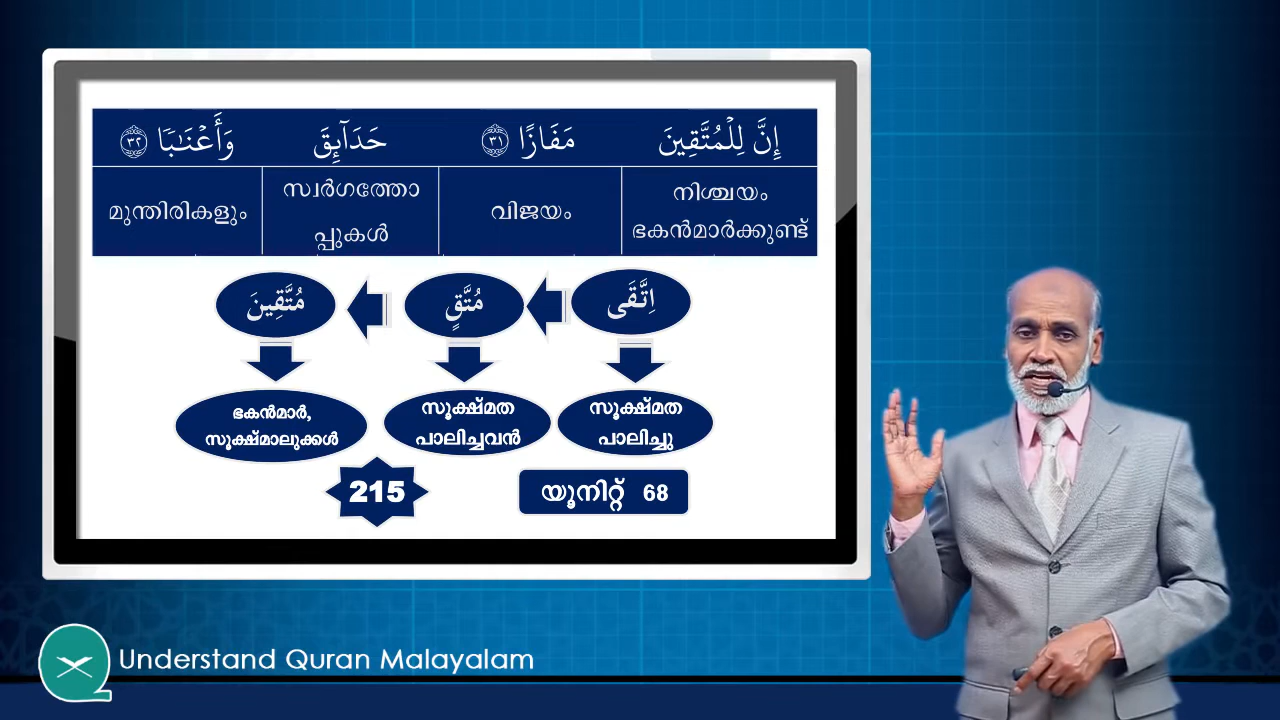 إِنَّ لِلْمُتَّقِينَ مَفَازًا ٣١ حَدَآئِقَ وَأَعْنَٰبًا ٣٢
നിശ്ചയം
ഭകൻമാർക്കുണ്ട്
വിജയം
സ്വർഗത്തോ
പ്പുകൾ
മുന്തിരികളും
اِتَّقَى
مُتَّقٍ
مُتَّقِينَ
സൂക്ഷ്മത
പാലിച്ചു
സൂക്ഷ്മത
പാലിച്ചവൻ
ഭകൻമാർ,
സൂക്ഷ്മാലുക്കൾ
215
യൂനിറ്റ് 68
Understand Quran Malayalam